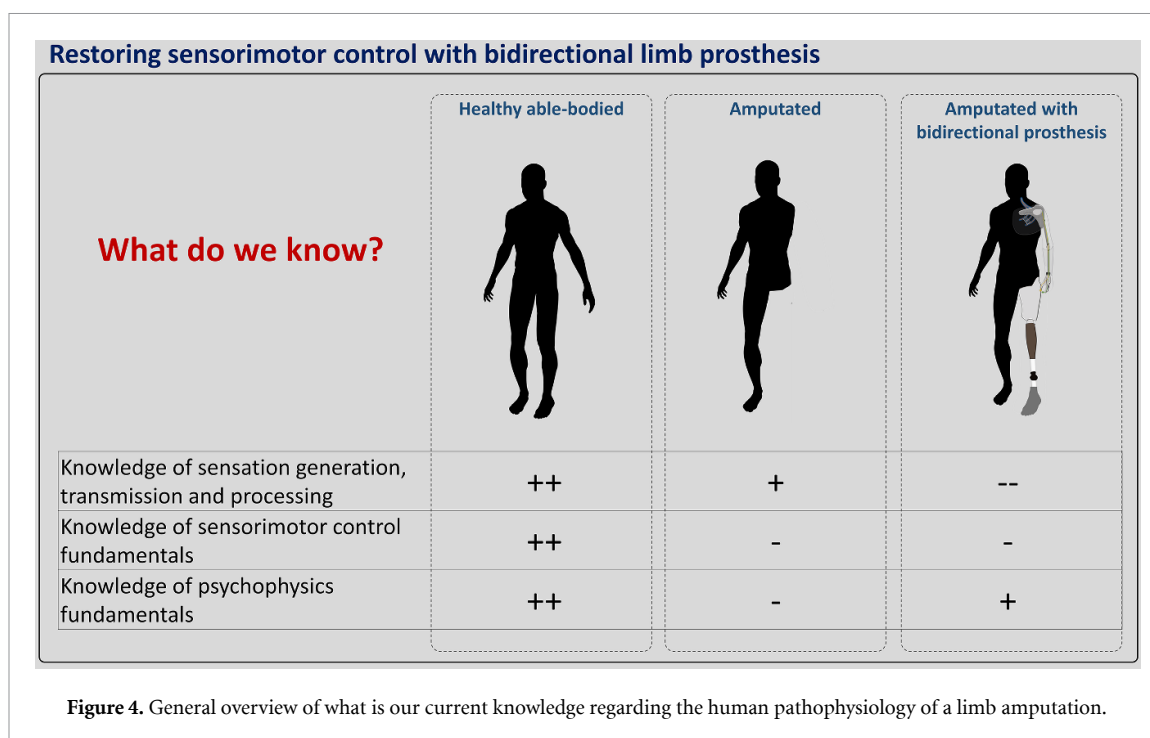 Restoring sensorimotor control with bidirectional limb prosthesis
Healthy able-bodied
Amputated
Amputated with
bidirectional prosthesis
What do we know?
Knowledge of sensation generation,
transmission and processing
++
+
--
Knowledge of sensorimotor control
fundamentals
++
-
-
Knowledge of psychophysics
fundamentals
++
-
+
Figure 4. General overview of what is our current knowledge regarding the human pathophysiology of a limb amputation.